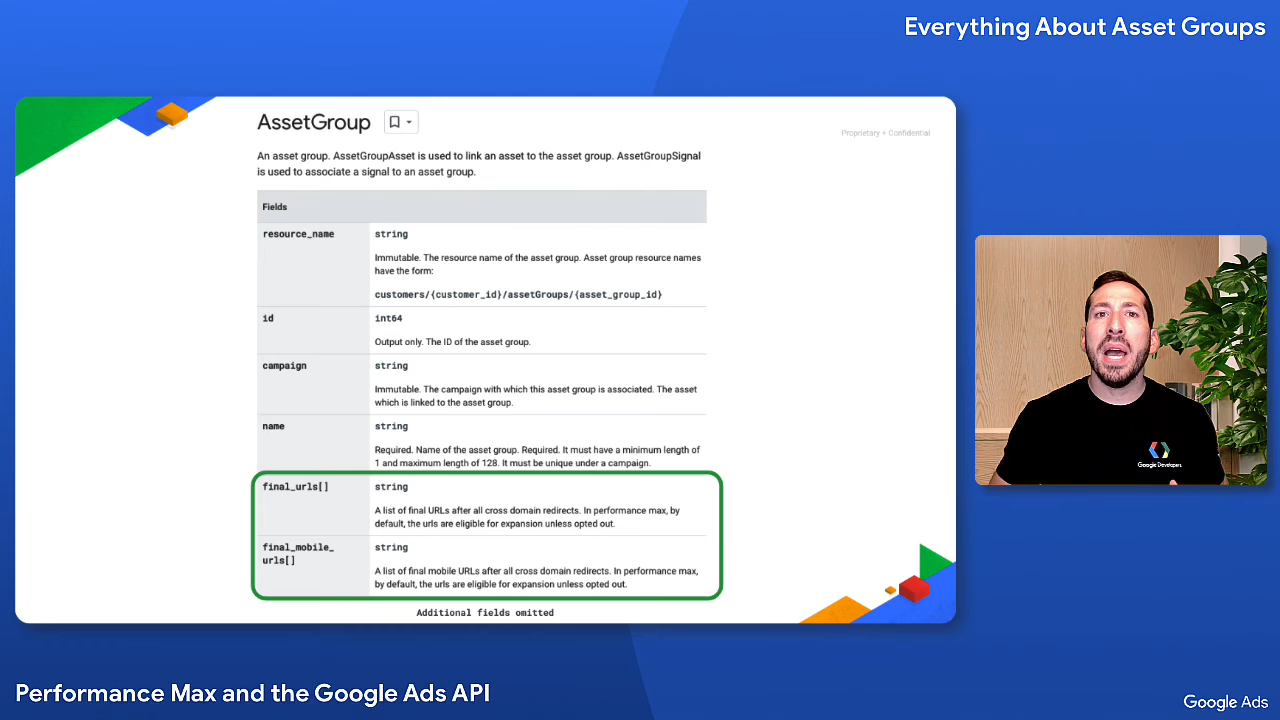 Everything About Asset Groups
AssetGroup
Proprietary + Confidential
An asset group. AssetGroupAsset is used to link an asset to the asset group. AssetGroupSignal
is used to associate a signal to an asset group.
Fields
resource_name
string
Immutable. The resource name of the asset group. Asset group resource names
have the form:
customers/{customer_id}/assetGroups/{asset_group_id}
id
int64
Output only. The ID of the asset group.
campaign
string
Immutable. The campaign with which this asset group is associated. The asset
which is linked to the asset group.
name
string
Required. Name of the asset group. Required. It must have a minimum length of
1 and maximum length of 128. It must be unique under a campaign.
final_urls[]
string
A list of final URLs after all cross domain redirects. In performance max, by
default, the urls are eligible for expansion unless opted out.
final_mobile_
urls[]
string
A list of final mobile URLs after all cross domain redirects. In performance max,
by default, the urls are eligible for expansion unless opted out.
Additional fields omitted
Google Developers
Performance Max and the Google Ads API
Google Ads